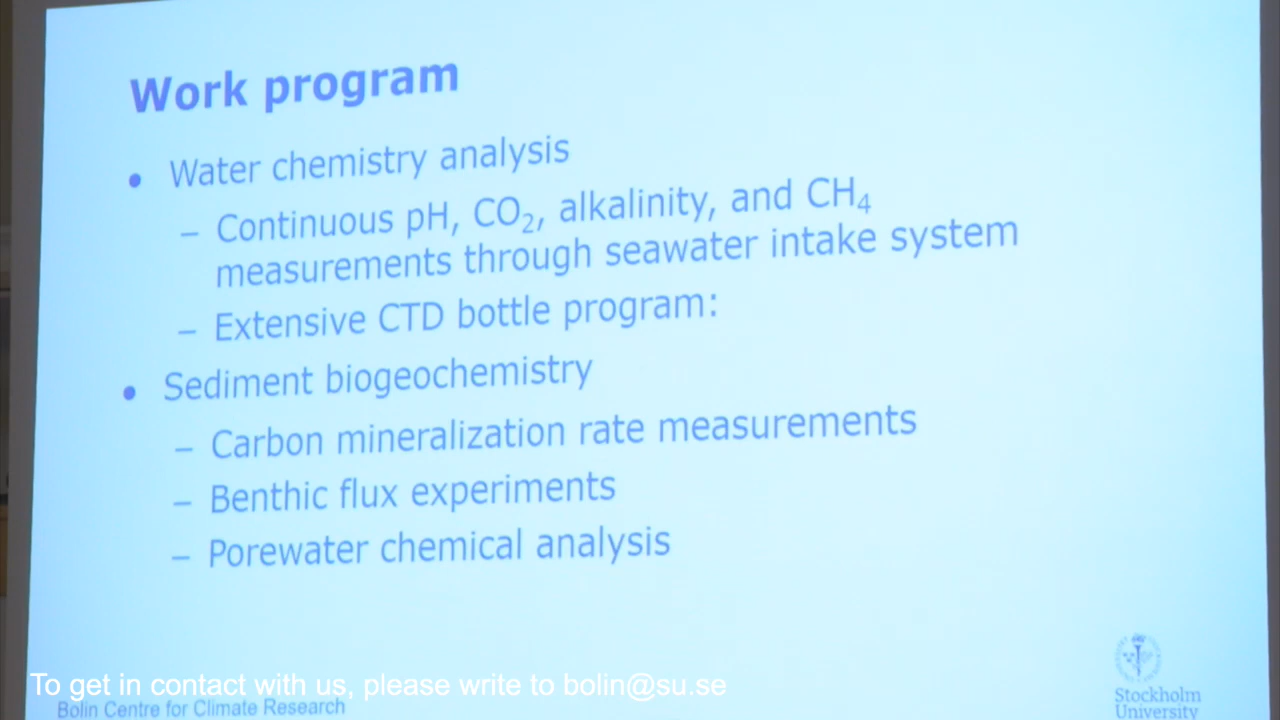 Work program
• Water chemistry analysis
– Continuous pH, CO₂, alkalinity, and CH₄
measurements through seawater intake system
– Extensive CTD bottle program:
• Sediment biogeochemistry
– Carbon mineralization rate measurements
– Benthic flux experiments
– Porewater chemical analysis
To get in contact with us, please write to bolin@su.se
Bolin Centre for Climate Research
Stockholm
University